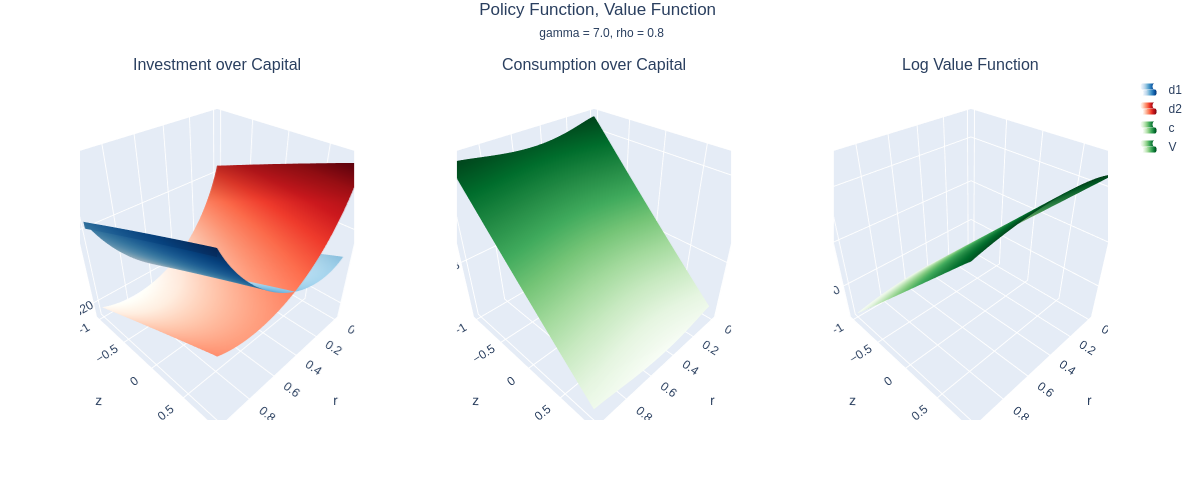 Policy Function, Value Function
gamma = 7.0, rho = 0.8
Investment over Capital
Consumption over Capital
Log Value Function
d1
d2
c
V
20
−1
−0.5
0
0.5
z
0
0.2
0.4
0.6
0.8
r
−1
−0.5
0
0.5
z
0
0.2
0.4
0.6
0.8
r
0
−1
−0.5
0
0.5
z
0
0.2
0.4
0.6
0.8
r